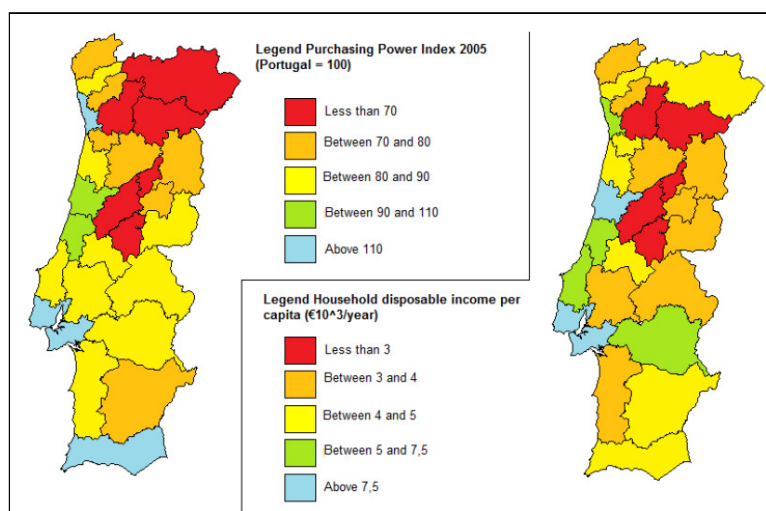 Legend Purchasing Power Index 2005
(Portugal = 100)
Less than 70
Between 70 and 80
Between 80 and 90
Between 90 and 110
Above 110
Legend Household disposable income per
capita (€10^3/year)
Less than 3
Between 3 and 4
Between 4 and 5
Between 5 and 7,5
Above 7,5